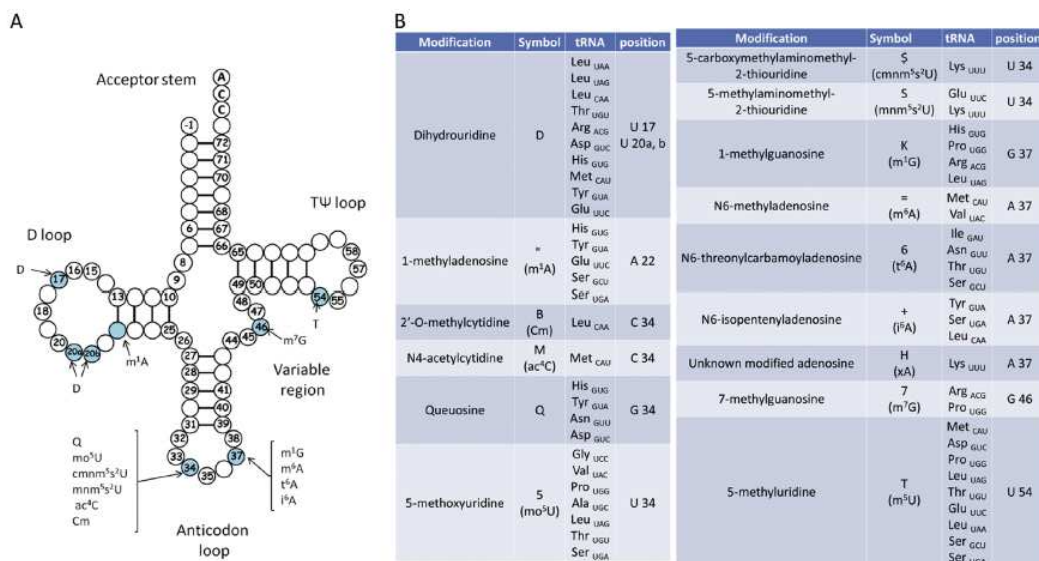 A
Acceptor stem
A
C
C
-1
72
71
70
68
6
67
66
8
9
TΨ loop
65
58
57
49
50
54
55
T
48
47
46
m⁷G
45
44
Variable
region
D loop
D
17
16
15
13
10
18
20
20a
20b
25
m¹A
D
26
27
28
29
41
40
31
39
32
38
33
37
34
35
Q
mo⁵U
cmnm⁵s²U
mnm⁵s²U
ac⁴C
Cm
m¹G
m⁶A
t⁶A
i⁶A
Anticodon
loop
B
Modification Symbol tRNA position
Dihydrouridine D
Leu UAA
Leu UAG
Leu CAA
Thr UGU
Arg ACG
Asp GUC
His GUG
Met CAU
Tyr GUA
Glu UUC
U 17
U 20a, b
1-methyladenosine
"
(m¹A)
His GUG
Tyr GUA
Glu UUC
Ser GCU
Ser UGA
A 22
2'-O-methylcytidine
B
(Cm)
Leu CAA
C 34
N4-acetylcytidine
M
(ac⁴C)
Met CAU
C 34
Queuosine Q
His GUG
Tyr GUA
Asn GUU
Asp GUC
G 34
5-methoxyuridine
5
(mo⁵U)
Gly UCC
Val UAC
Pro UGG
Ala UGC
Leu UAG
Thr UGU
Ser UGA
U 34
Modification Symbol tRNA position
5-carboxymethylaminomethyl-
2-thiouridine
$
(cmnm⁵s²U)
Lys UUU
U 34
5-methylaminomethyl-
2-thiouridine
S
(mnm⁵s²U)
Glu UUC
Lys UUU
U 34
1-methylguanosine
K
(m¹G)
His GUG
Pro UGG
Arg ACG
Leu UAG
G 37
N6-methyladenosine
=
(m⁶A)
Met CAU
Val UAC
A 37
N6-threonylcarbamoyladenosine
6
(t⁶A)
Ile GAU
Asn GUU
Thr UGU
Ser GCU
A 37
N6-isopentenyladenosine
+
(i⁶A)
Tyr GUA
Ser UGA
Leu CAA
A 37
Unknown modified adenosine
H
(xA)
Lys UUU
A 37
7-methylguanosine
7
(m⁷G)
Arg ACG
Pro UGG
G 46
5-methyluridine
T
(m⁵U)
Met CAU
Asp GUC
Pro UGG
Leu UAG
Thr UGU
Glu UUC
Leu UAA
Ser GCU
Ser UGA
U 54